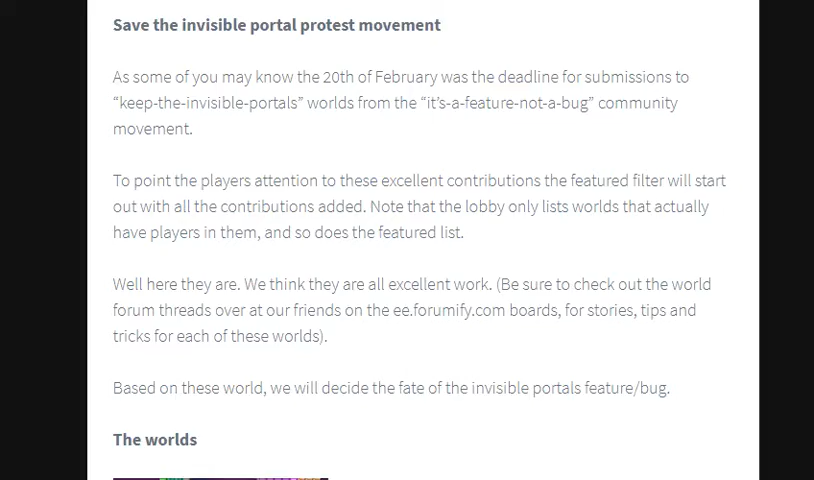 Save the invisible portal protest movement
As some of you may know the 20th of February was the deadline for submissions to
“keep-the-invisible-portals” worlds from the “it’s-a-feature-not-a-bug” community
movement.
To point the players attention to these excellent contributions the featured filter will start
out with all the contributions added. Note that the lobby only lists worlds that actually
have players in them, and so does the featured list.
Well here they are. We think they are all excellent work. (Be sure to check out the world
forum threads over at our friends on the ee.forumify.com boards, for stories, tips and
tricks for each of these worlds).
Based on these world, we will decide the fate of the invisible portals feature/bug.
The worlds